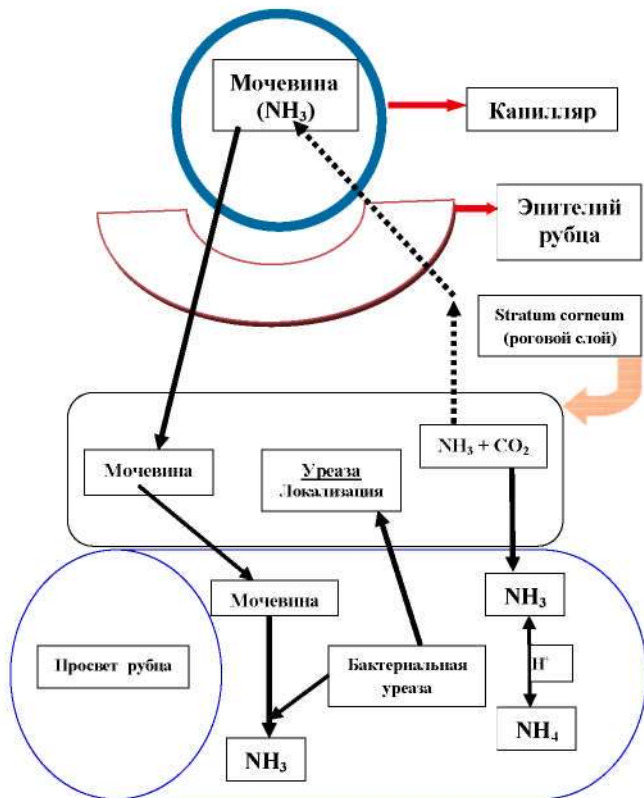 Мочевина
(NH₃)
Капилляр
Эпителий
рубца
Stratum corneum
(роговой слой)
NH₃ + CO₂
Мочевина
Уреаза
Локализация
Мочевина
NH₃
Просвет рубца
Бактериальная
уреаза
H⁺
NH₃
NH₄